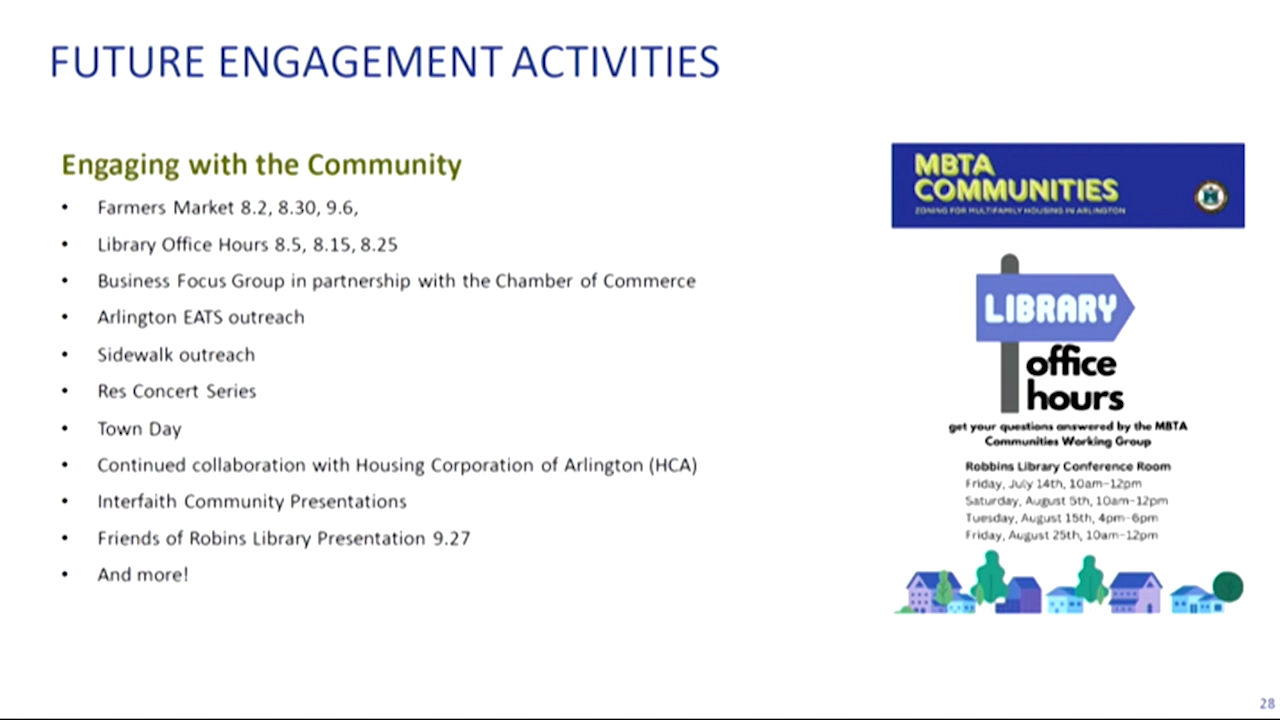 FUTURE ENGAGEMENT ACTIVITIES
Engaging with the Community
• Farmers Market 8.2, 8.30, 9.6,
• Library Office Hours 8.5, 8.15, 8.25
• Business Focus Group in partnership with the Chamber of Commerce
• Arlington EATS outreach
• Sidewalk outreach
• Res Concert Series
• Town Day
• Continued collaboration with Housing Corporation of Arlington (HCA)
• Interfaith Community Presentations
• Friends of Robins Library Presentation 9.27
• And more!
MBTA
COMMUNITIES
ZONING FOR MULTIFAMILY HOUSING IN ARLINGTON
LIBRARY
office
hours
get your questions answered by the MBTA
Communities Working Group
Robbins Library Conference Room
Friday, July 14th, 10am-12pm
Saturday, August 5th, 10am-12pm
Tuesday, August 15th, 4pm-6pm
Friday, August 25th, 10am-12pm
28